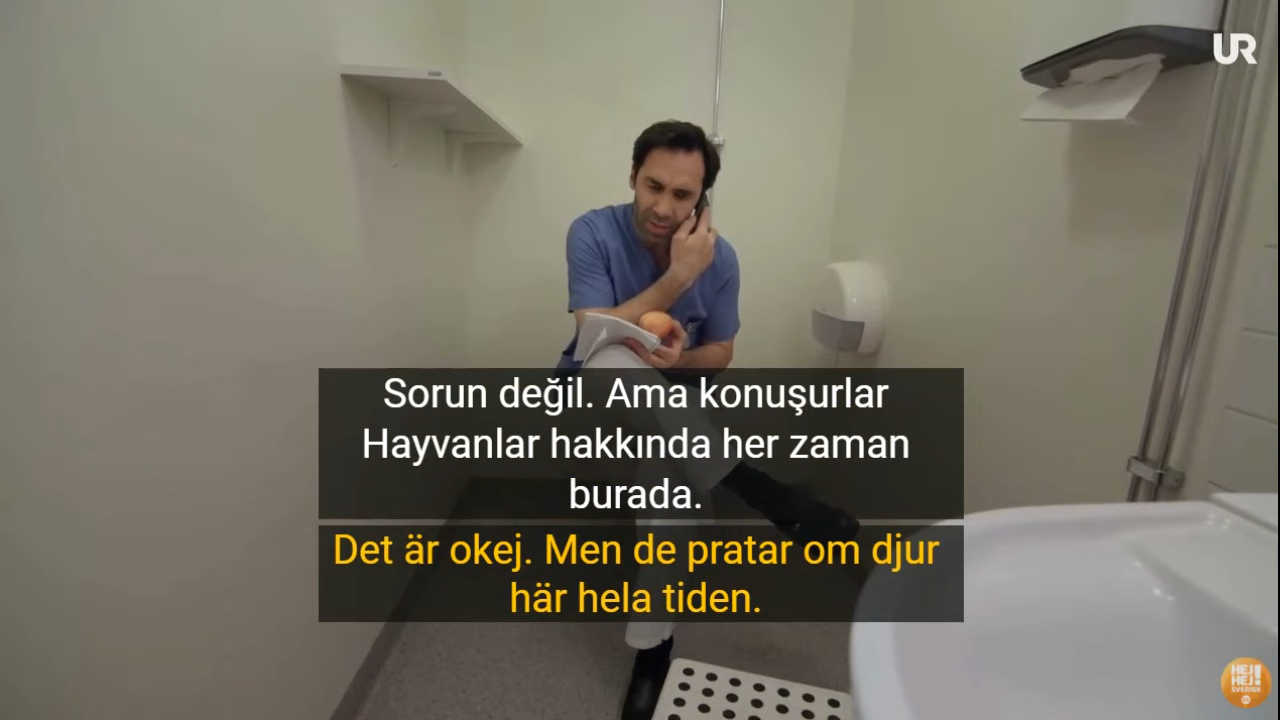 UR
Sorun değil. Ama konuşurlar
Hayvanlar hakkında her zaman
burada.
Det är okej. Men de pratar om djur
här hela tiden.
HEJ
HEJ!
SVERIGE